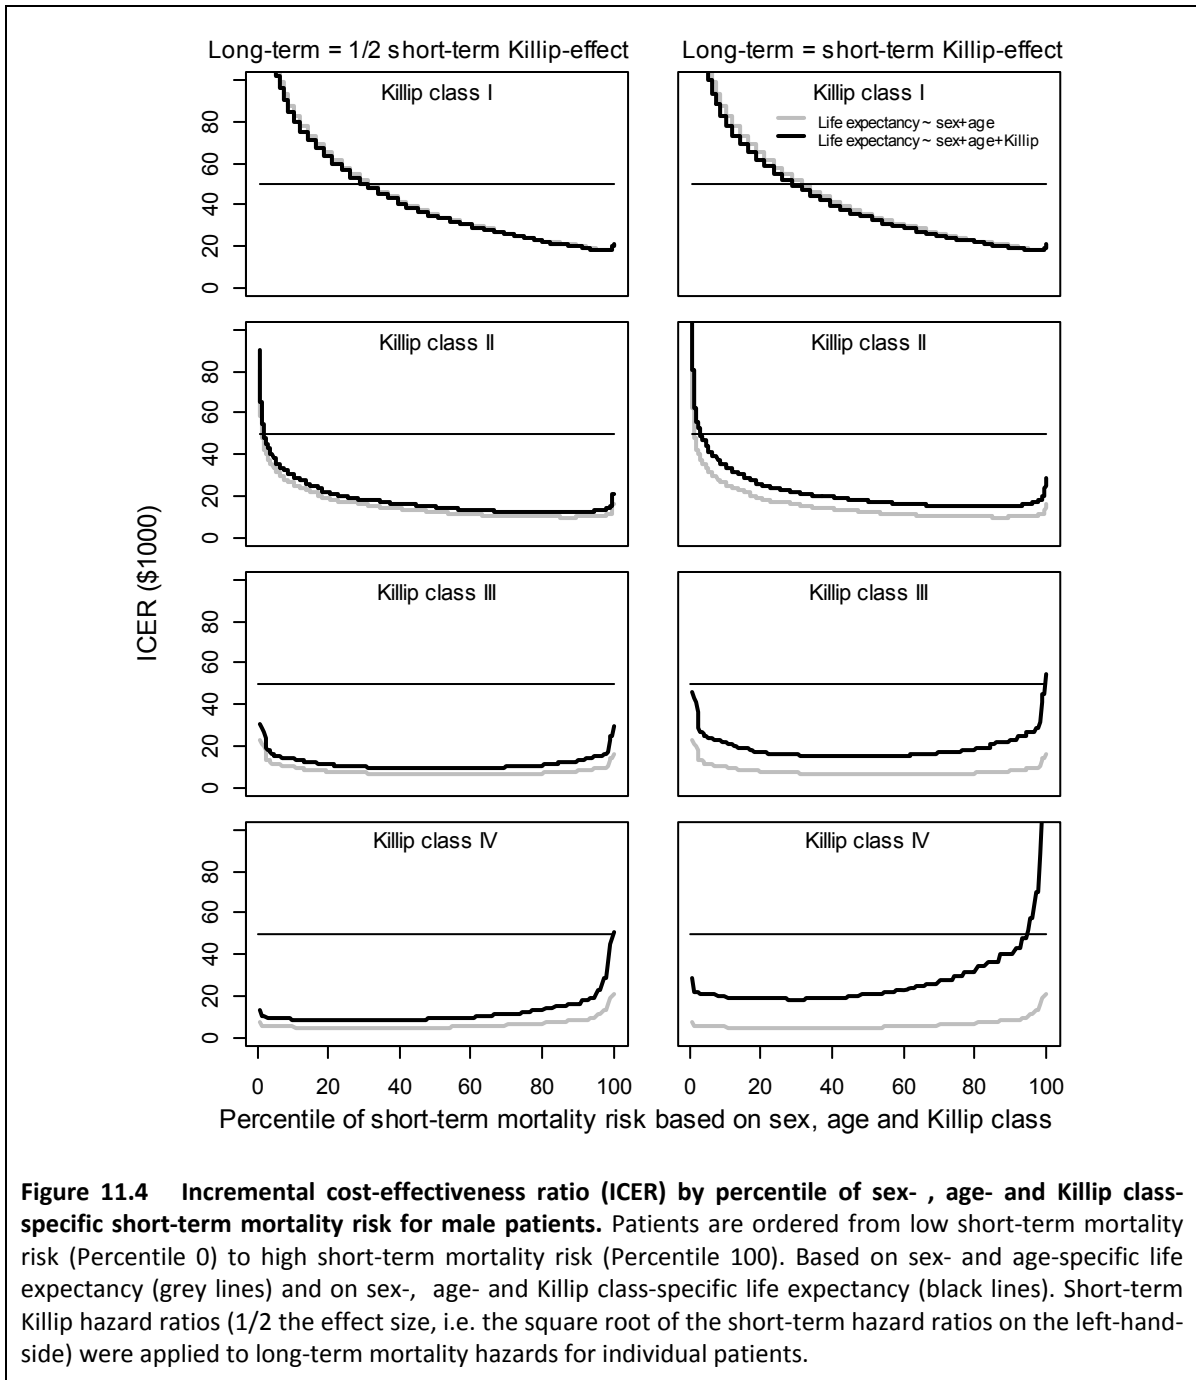 Long-term = 1/2 short-term Killip-effect
Long-term = short-term Killip-effect
Killip class I
80
60
40
20
0
Killip class I
Life expectancy ~ sex+age
Life expectancy ~ sex+age+Killip
Killip class II
80
60
40
20
0
Killip class II
Killip class III
80
60
40
20
0
Killip class III
Killip class IV
80
60
40
20
0
Killip class IV
ICER ($1000)
0 20 40 60 80 100
0 20 40 60 80 100
Percentile of short-term mortality risk based on sex, age and Killip class
Figure 11.4 Incremental cost-effectiveness ratio (ICER) by percentile of sex- , age- and Killip class-
specific short-term mortality risk for male patients. Patients are ordered from low short-term mortality
risk (Percentile 0) to high short-term mortality risk (Percentile 100). Based on sex- and age-specific life
expectancy (grey lines) and on sex-, age- and Killip class-specific life expectancy (black lines). Short-term
Killip hazard ratios (1/2 the effect size, i.e. the square root of the short-term hazard ratios on the left-hand-
side) were applied to long-term mortality hazards for individual patients.